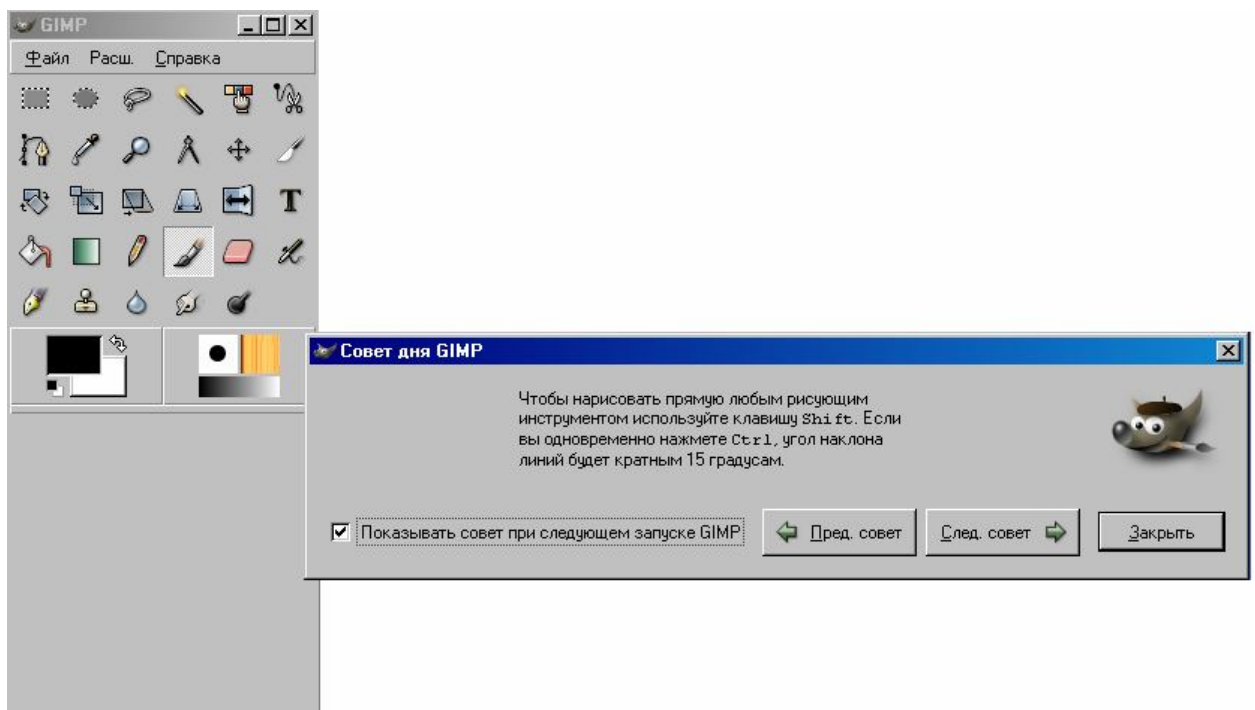 GIMP
Файл Расш. Справка
Совет дня GIMP
Чтобы нарисовать прямую любым рисующим
инструментом используйте клавишу Shift. Если
вы одновременно нажмете Ctrl, угол наклона
линий будет кратным 15 градусам.
Показывать совет при следующем запуске GIMP
Пред. совет
След. совет
Закрыть